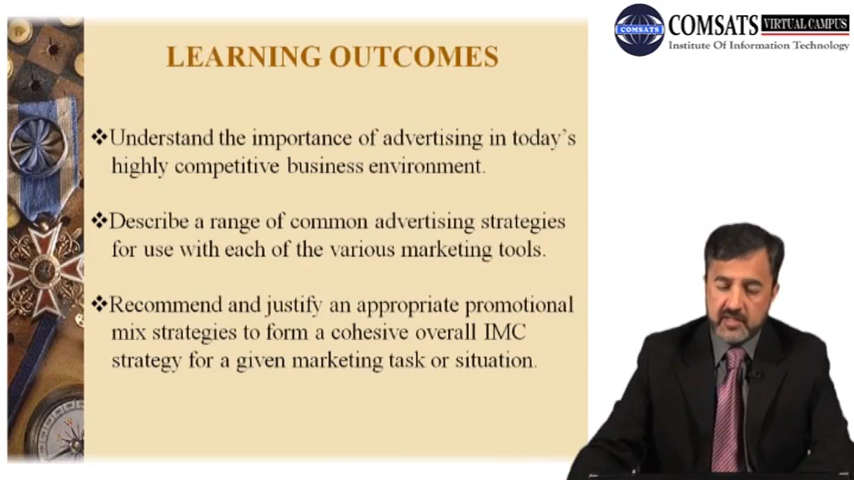 LEARNING OUTCOMES
❖Understand the importance of advertising in today's
highly competitive business environment.
❖Describe a range of common advertising strategies
for use with each of the various marketing tools.
❖Recommend and justify an appropriate promotional
mix strategies to form a cohesive overall IMC
strategy for a given marketing task or situation.
COMSATS
COMSATS VIRTUAL CAMPUS
Institute Of Information Technology